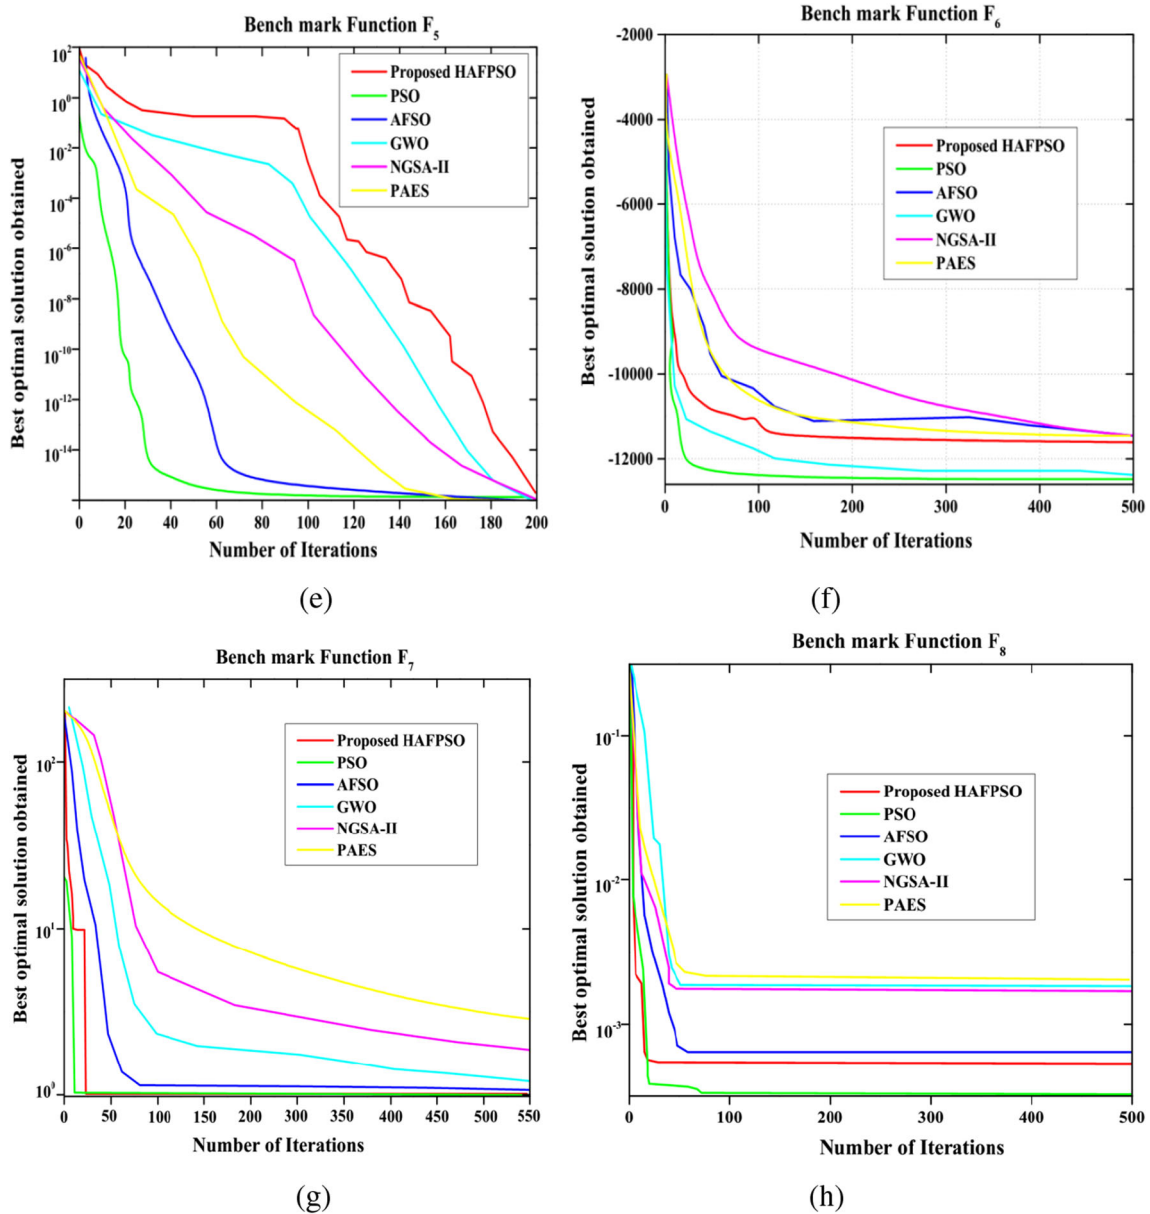 Bench mark Function F5
Best optimal solution obtained
10^2
10^0
10^-2
10^-4
10^-6
10^-8
10^-10
10^-12
10^-14
Proposed HAFPSO
PSO
AFSO
GWO
NGSA-II
PAES
0 20 40 60 80 100 120 140 160 180 200
Number of Iterations
(e)
Bench mark Function F6
Best optimal solution obtained
-2000
-4000
-6000
-8000
-10000
-12000
Proposed HAFPSO
PSO
AFSO
GWO
NGSA-II
PAES
0 100 200 300 400 500
Number of Iterations
(f)
Bench mark Function F7
Best optimal solution obtained
10^2
10^1
10^0
Proposed HAFPSO
PSO
AFSO
GWO
NGSA-II
PAES
0 50 100 150 200 250 300 350 400 450 500 550
Number of Iterations
(g)
Bench mark Function F8
Best optimal solution obtained
10^-1
10^-2
10^-3
Proposed HAFPSO
PSO
AFSO
GWO
NGSA-II
PAES
0 100 200 300 400 500
Number of Iterations
(h)